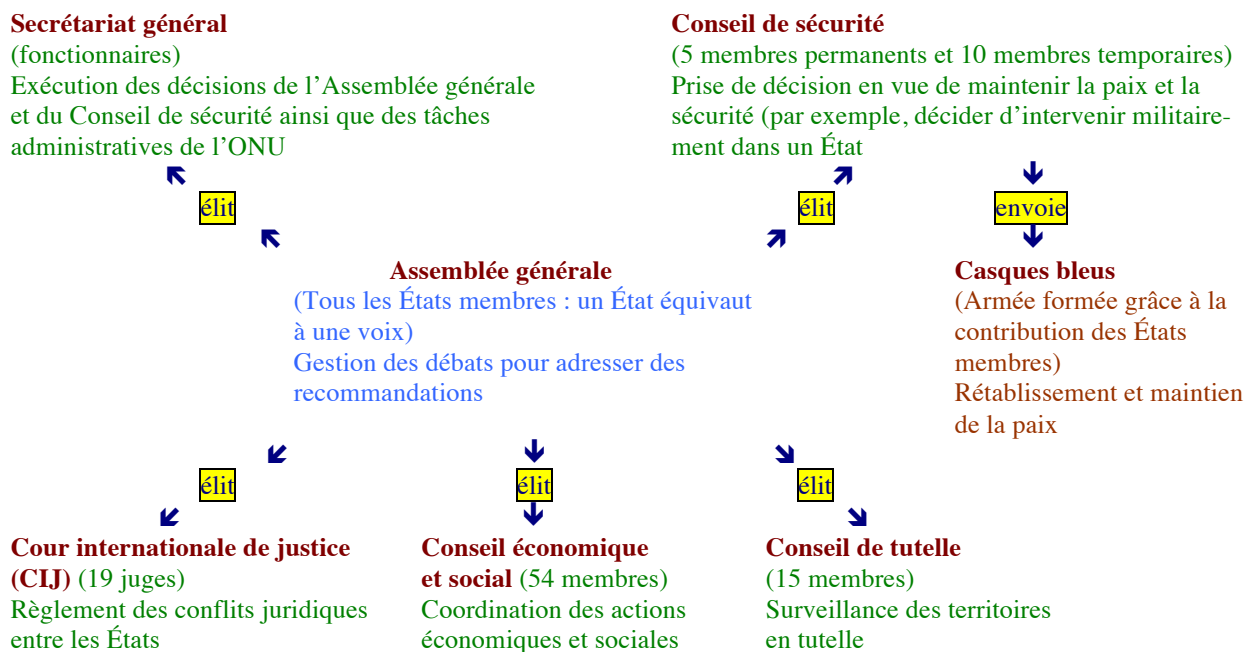 Secrétariat général
(fonctionnaires)
Exécution des décisions de l’Assemblée générale
et du Conseil de sécurité ainsi que des tâches
administratives de l’ONU
Conseil de sécurité
(5 membres permanents et 10 membres temporaires)
Prise de décision en vue de maintenir la paix et la
sécurité (par exemple, décider d’intervenir militaire-
ment dans un État
élit
élit
envoie
Assemblée générale
(Tous les États membres : un État équivaut
à une voix)
Gestion des débats pour adresser des
recommandations
Casques bleus
(Armée formée grâce à la
contribution des États
membres)
Rétablissement et maintien
de la paix
élit
élit
élit
Cour internationale de justice
(CIJ) (19 juges)
Règlement des conflits juridiques
entre les États
Conseil économique
et social (54 membres)
Coordination des actions
économiques et sociales
Conseil de tutelle
(15 membres)
Surveillance des territoires
en tutelle